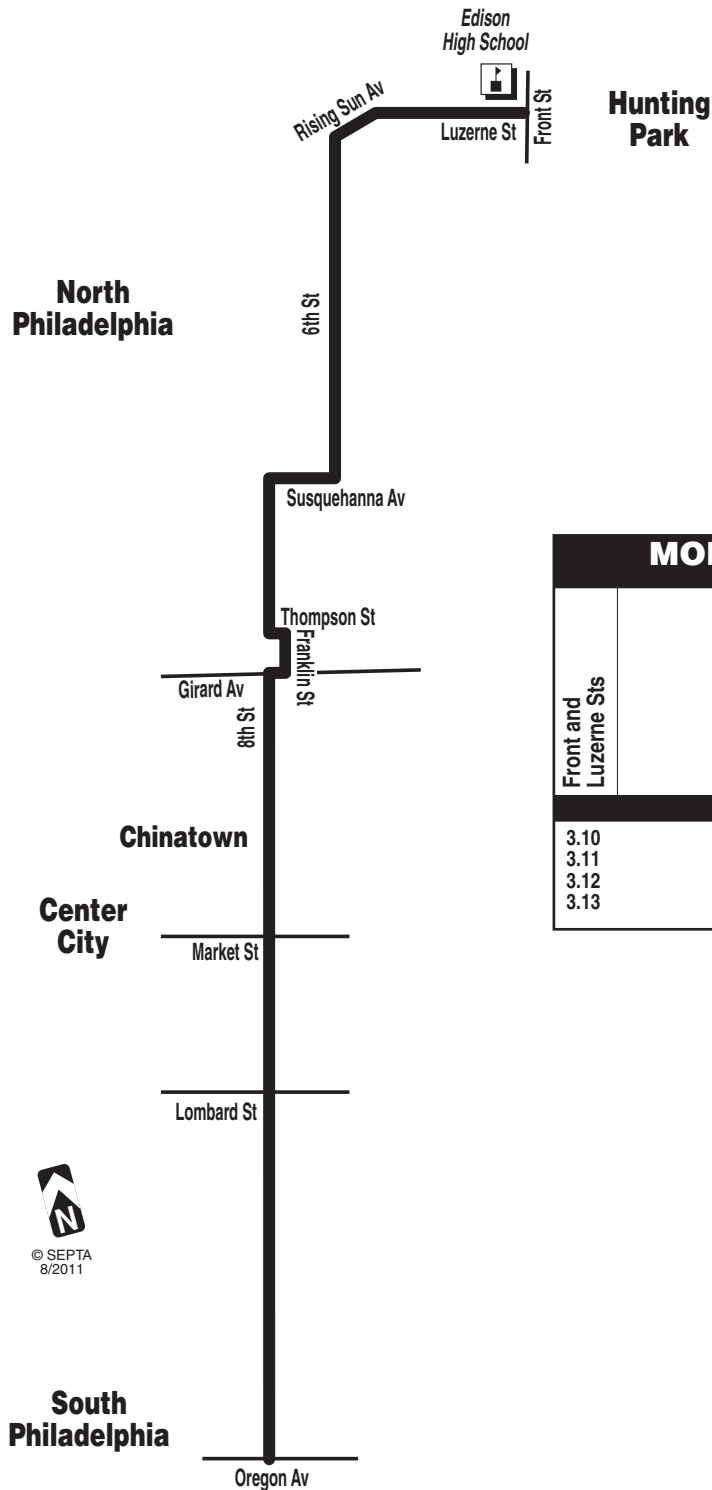 Edison
High School
Rising Sun Av
Luzerne St
Front St
Hunting
Park
North
Philadelphia
6th St
Susquehanna Av
Thompson St
Franklin St
Girard Av
8th St
MO
Front and
Luzerne Sts
3.10
3.11
3.12
3.13
Chinatown
Center
City
Market St
Lombard St
N
© SEPTA
8/2011
South
Philadelphia
Oregon Av